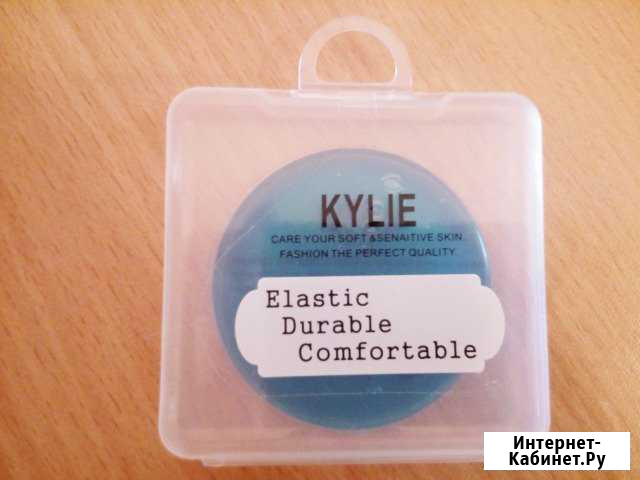 KYLIE
CARE YOUR SOFT &SENAITIVE SKIN.
FASHION THE PERFECT QUALITY
Elastic
Durable
Comfortable
Интернет-
Кабинет.Ру